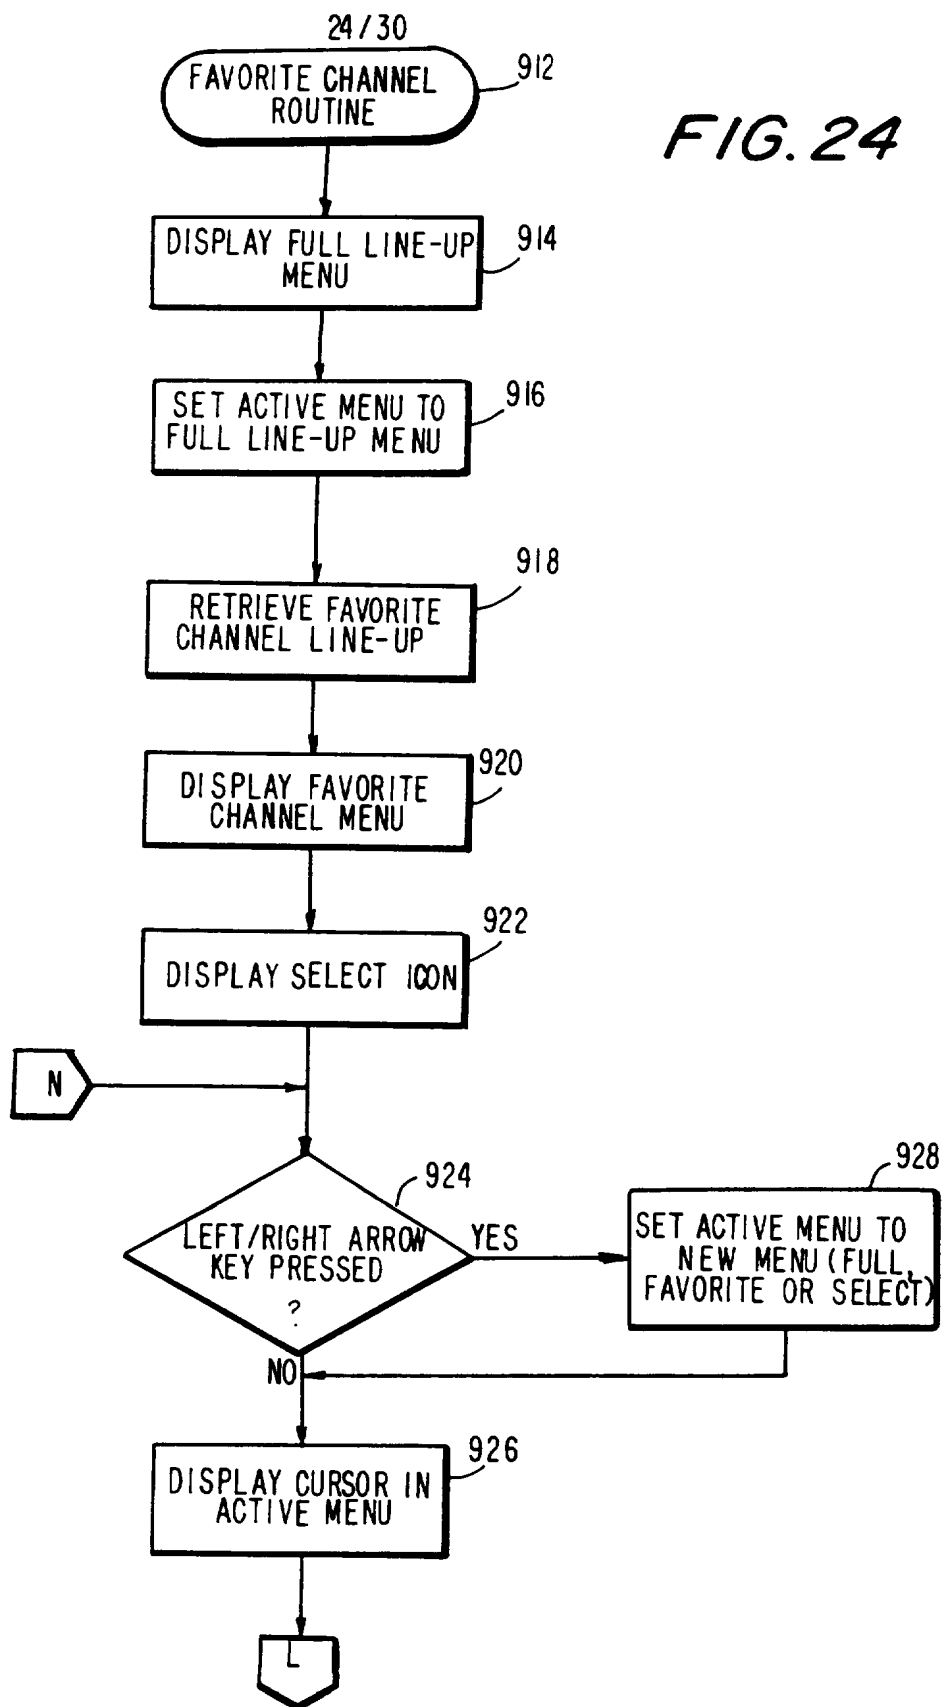 24/30
FAVORITE CHANNEL
ROUTINE
912
FIG. 24
DISPLAY FULL LINE-UP
MENU
914
SET ACTIVE MENU TO
FULL LINE-UP MENU
916
RETRIEVE FAVORITE
CHANNEL LINE-UP
918
DISPLAY FAVORITE
CHANNEL MENU
920
DISPLAY SELECT ICON
922
N
LEFT/RIGHT ARROW
KEY PRESSED
?
924
YES
SET ACTIVE MENU TO
NEW MENU (FULL,
FAVORITE OR SELECT)
928
NO
DISPLAY CURSOR IN
ACTIVE MENU
926
L